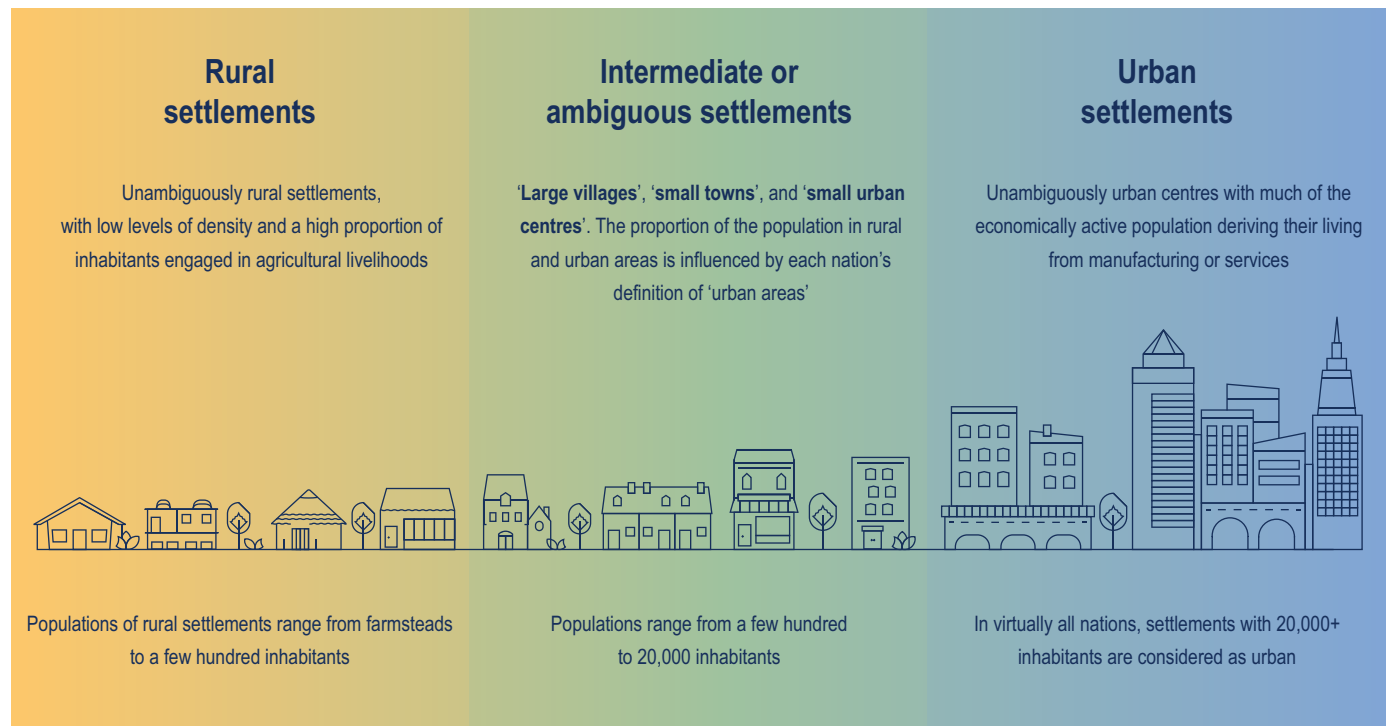 Rural
settlements
Unambiguously rural settlements,
with low levels of density and a high proportion of
inhabitants engaged in agricultural livelihoods
Populations of rural settlements range from farmsteads
to a few hundred inhabitants
Intermediate or
ambiguous settlements
‘Large villages’, ‘small towns’, and ‘small urban
centres’. The proportion of the population in rural
and urban areas is influenced by each nation’s
definition of ‘urban areas’
Populations range from a few hundred
to 20,000 inhabitants
Urban
settlements
Unambiguously urban centres with much of the
economically active population deriving their living
from manufacturing or services
In virtually all nations, settlements with 20,000+
inhabitants are considered as urban